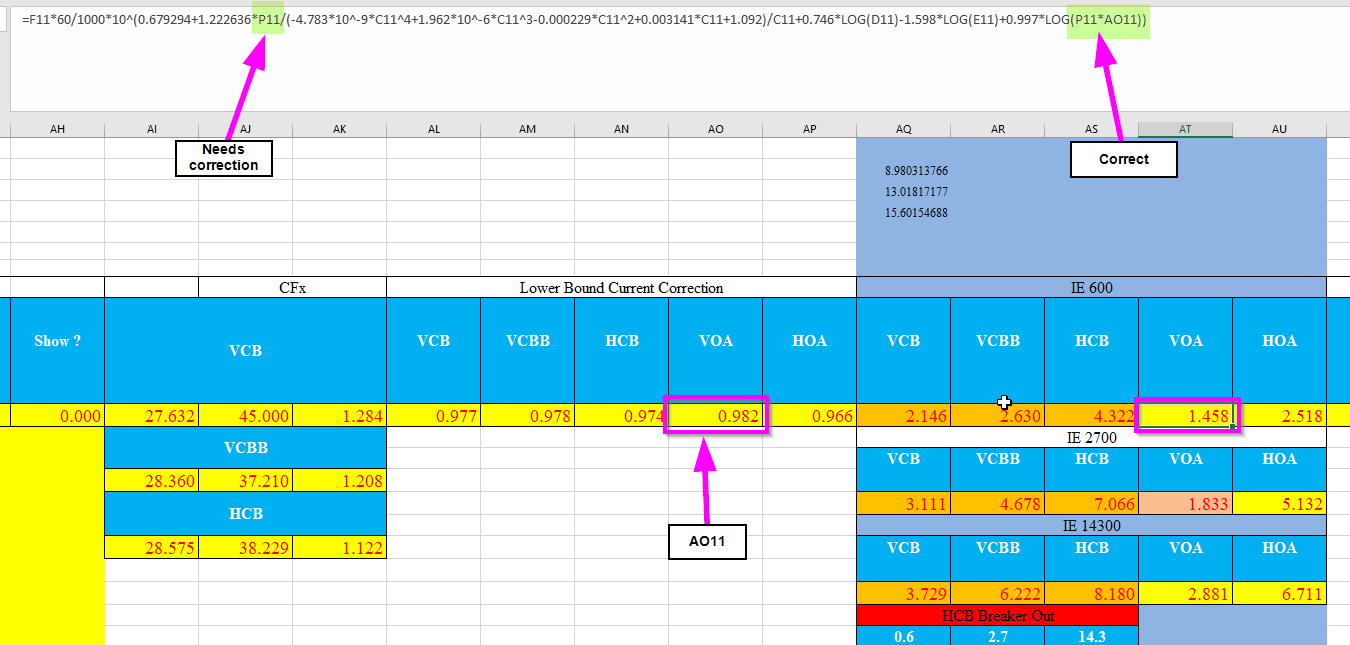 =F11*60/1000*10^(0.679294+1.222636*P11/(-4.783*10^-9*C11^4+1.962*10^-6*C11^3-0.000229*C11^2+0.003141*C11+1.092)/C11+0.746*LOG(D11)-1.598*LOG(E11)+0.997*LOG(P11*AO11))
AH AI AJ AK AL AM AN AO AP AQ AR AS AT AU
Needs
correction
Correct
8.980313766
13.01817177
15.60154688
CFx Lower Bound Current Correction IE 600
Show ? VCB VCB VCBB HCB VOA HOA VCB VCBB HCB VOA HOA
0.000 27.632 45.000 1.284 0.977 0.978 0.974 0.982 0.966 2.146 2.630 4.322 1.458 2.518
VCBB IE 2700
VCB VCBB HCB VOA HOA
28.360 37.210 1.208
3.111 4.678 7.066 1.833 5.132
HCB IE 14300
AO11
28.575 38.229 1.122 VCB VCBB HCB VOA HOA
3.729 6.222 8.180 2.881 6.711
HCB Breaker Out
0.6 2.7 14.3